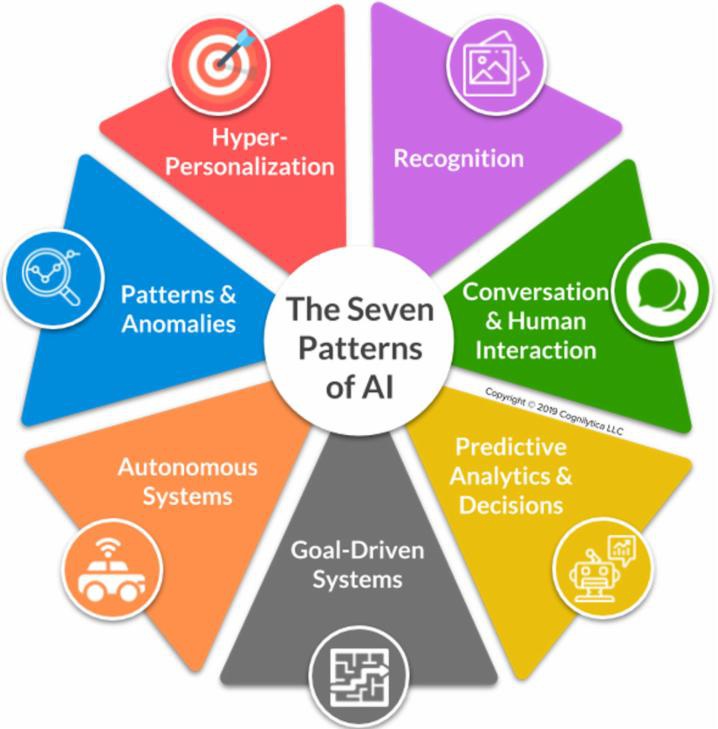 Hyper-
Personalization
Recognition
Conversation
& Human
Interaction
Patterns &
Anomalies
The Seven
Patterns
of AI
Copyright © 2019 Cognilytica LLC
Predictive
Analytics &
Decisions
Autonomous
Systems
Goal-Driven
Systems